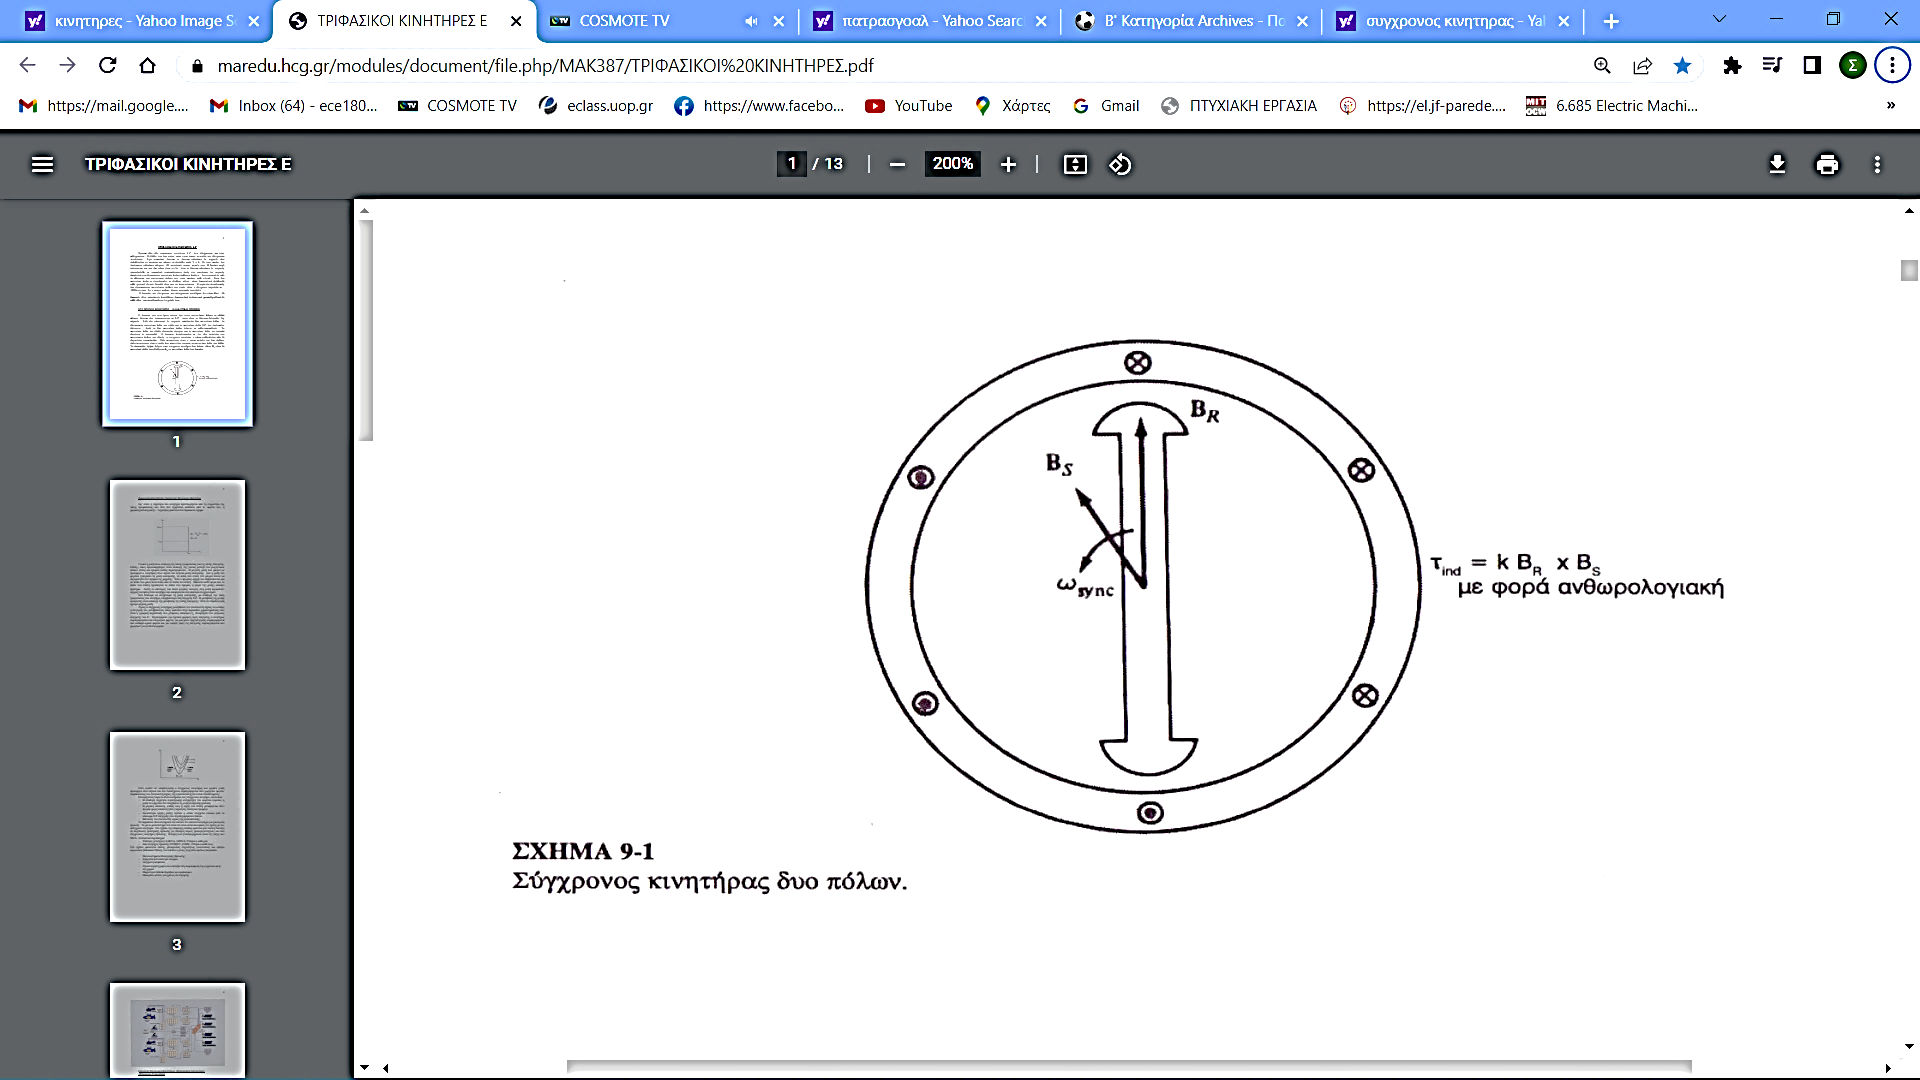 κινητηρες - Yahoo Image S
ΤΡΙΦΑΣΙΚΟΙ ΚΙΝΗΤΗΡΕΣ Ε
COSMOTE TV
πατρασγοαλ - Yahoo Searc
Β' Κατηγορία Archives - Πο
συγχρονος κινητηρας - Yal
maredu.hcg.gr/modules/document/file.php/MAK387/ΤΡΙΦΑΣΙΚΟΙ%20ΚΙΝΗΤΗΡΕΣ.pdf
Σ
https://mail.google....
Inbox (64) - ece180...
COSMOTE TV
eclass.uop.gr
https://www.facebo...
YouTube
Χάρτες
Gmail
ΠΤΥΧΙΑΚΗ ΕΡΓΑΣΙΑ
https://el.jf-parede....
MIT OCW
6.685 Electric Machi...
»
ΤΡΙΦΑΣΙΚΟΙ ΚΙΝΗΤΗΡΕΣ Ε
1 / 13
200%
1
2
3
B_R
B_S
ω_sync
τ_ind = k B_R x B_S
με φορά ανθωρολογιακή
ΣΧΗΜΑ 9-1
Σύγχρονος κινητήρας δυο πόλων.